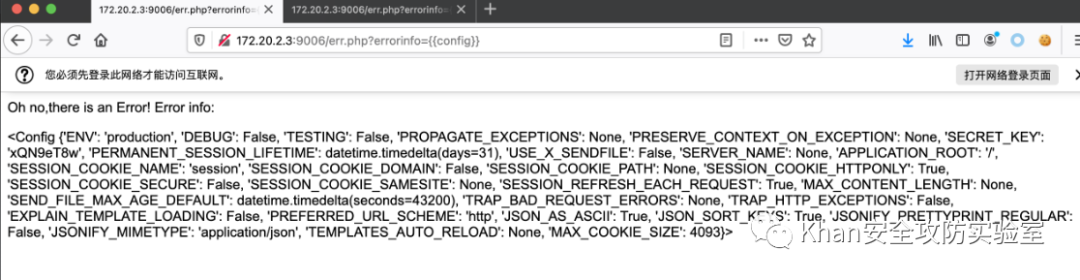 172.20.2.3:9006/err.php?errorinfo=
172.20.2.3:9006/err.php?errorinfo=
172.20.2.3:9006/err.php?errorinfo={{config}}
您必须先登录此网络才能访问互联网。
打开网络登录页面
Oh no,there is an Error! Error info:
<Config {'ENV': 'production', 'DEBUG': False, 'TESTING': False, 'PROPAGATE_EXCEPTIONS': None, 'PRESERVE_CONTEXT_ON_EXCEPTION': None, 'SECRET_KEY':
'xQN9eT8w', 'PERMANENT_SESSION_LIFETIME': datetime.timedelta(days=31), 'USE_X_SENDFILE': False, 'SERVER_NAME': None, 'APPLICATION_ROOT': '/',
'SESSION_COOKIE_NAME': 'session', 'SESSION_COOKIE_DOMAIN': False, 'SESSION_COOKIE_PATH': None, 'SESSION_COOKIE_HTTPONLY': True,
'SESSION_COOKIE_SECURE': False, 'SESSION_COOKIE_SAMESITE': None, 'SESSION_REFRESH_EACH_REQUEST': True, 'MAX_CONTENT_LENGTH': None,
'SEND_FILE_MAX_AGE_DEFAULT': datetime.timedelta(seconds=43200), 'TRAP_BAD_REQUEST_ERRORS': None, 'TRAP_HTTP_EXCEPTIONS': False,
'EXPLAIN_TEMPLATE_LOADING': False, 'PREFERRED_URL_SCHEME': 'http', 'JSON_AS_ASCII': True, 'JSON_SORT_KEYS': True, 'JSONIFY_PRETTYPRINT_REGULAR':
False, 'JSONIFY_MIMETYPE': 'application/json', 'TEMPLATES_AUTO_RELOAD': None, 'MAX_COOKIE_SIZE': 4093}>
Khan安全攻防实验室